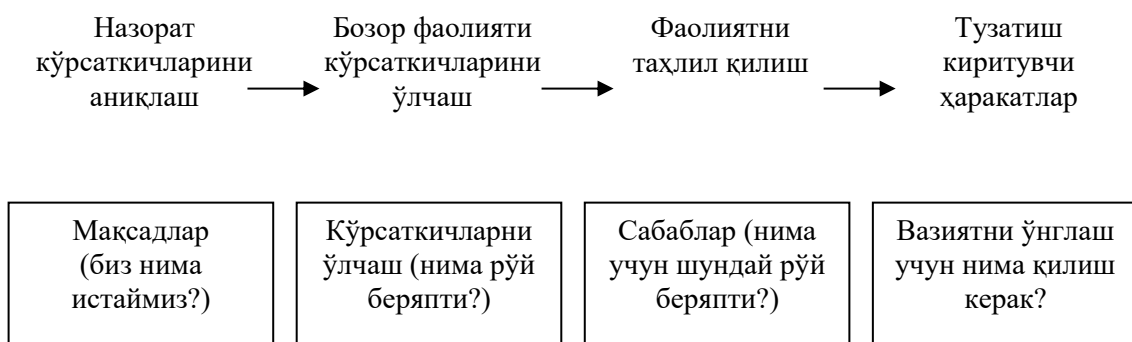 Назорат
кўрсаткичларини
аниқлаш
Бозор фаолияти
кўрсаткичларини
ўлчаш
Фаолиятни
таҳлил қилиш
Тузатиш
киритувчи
ҳаракатлар
Мақсадлар
(биз нима
истаймиз?)
Кўрсаткичларни
ўлчаш (нима рўй
беряпти?)
Сабаблар (нима
учун шундай рўй
беряпти?)
Вазиятни ўнглаш
учун нима қилиш
керак?